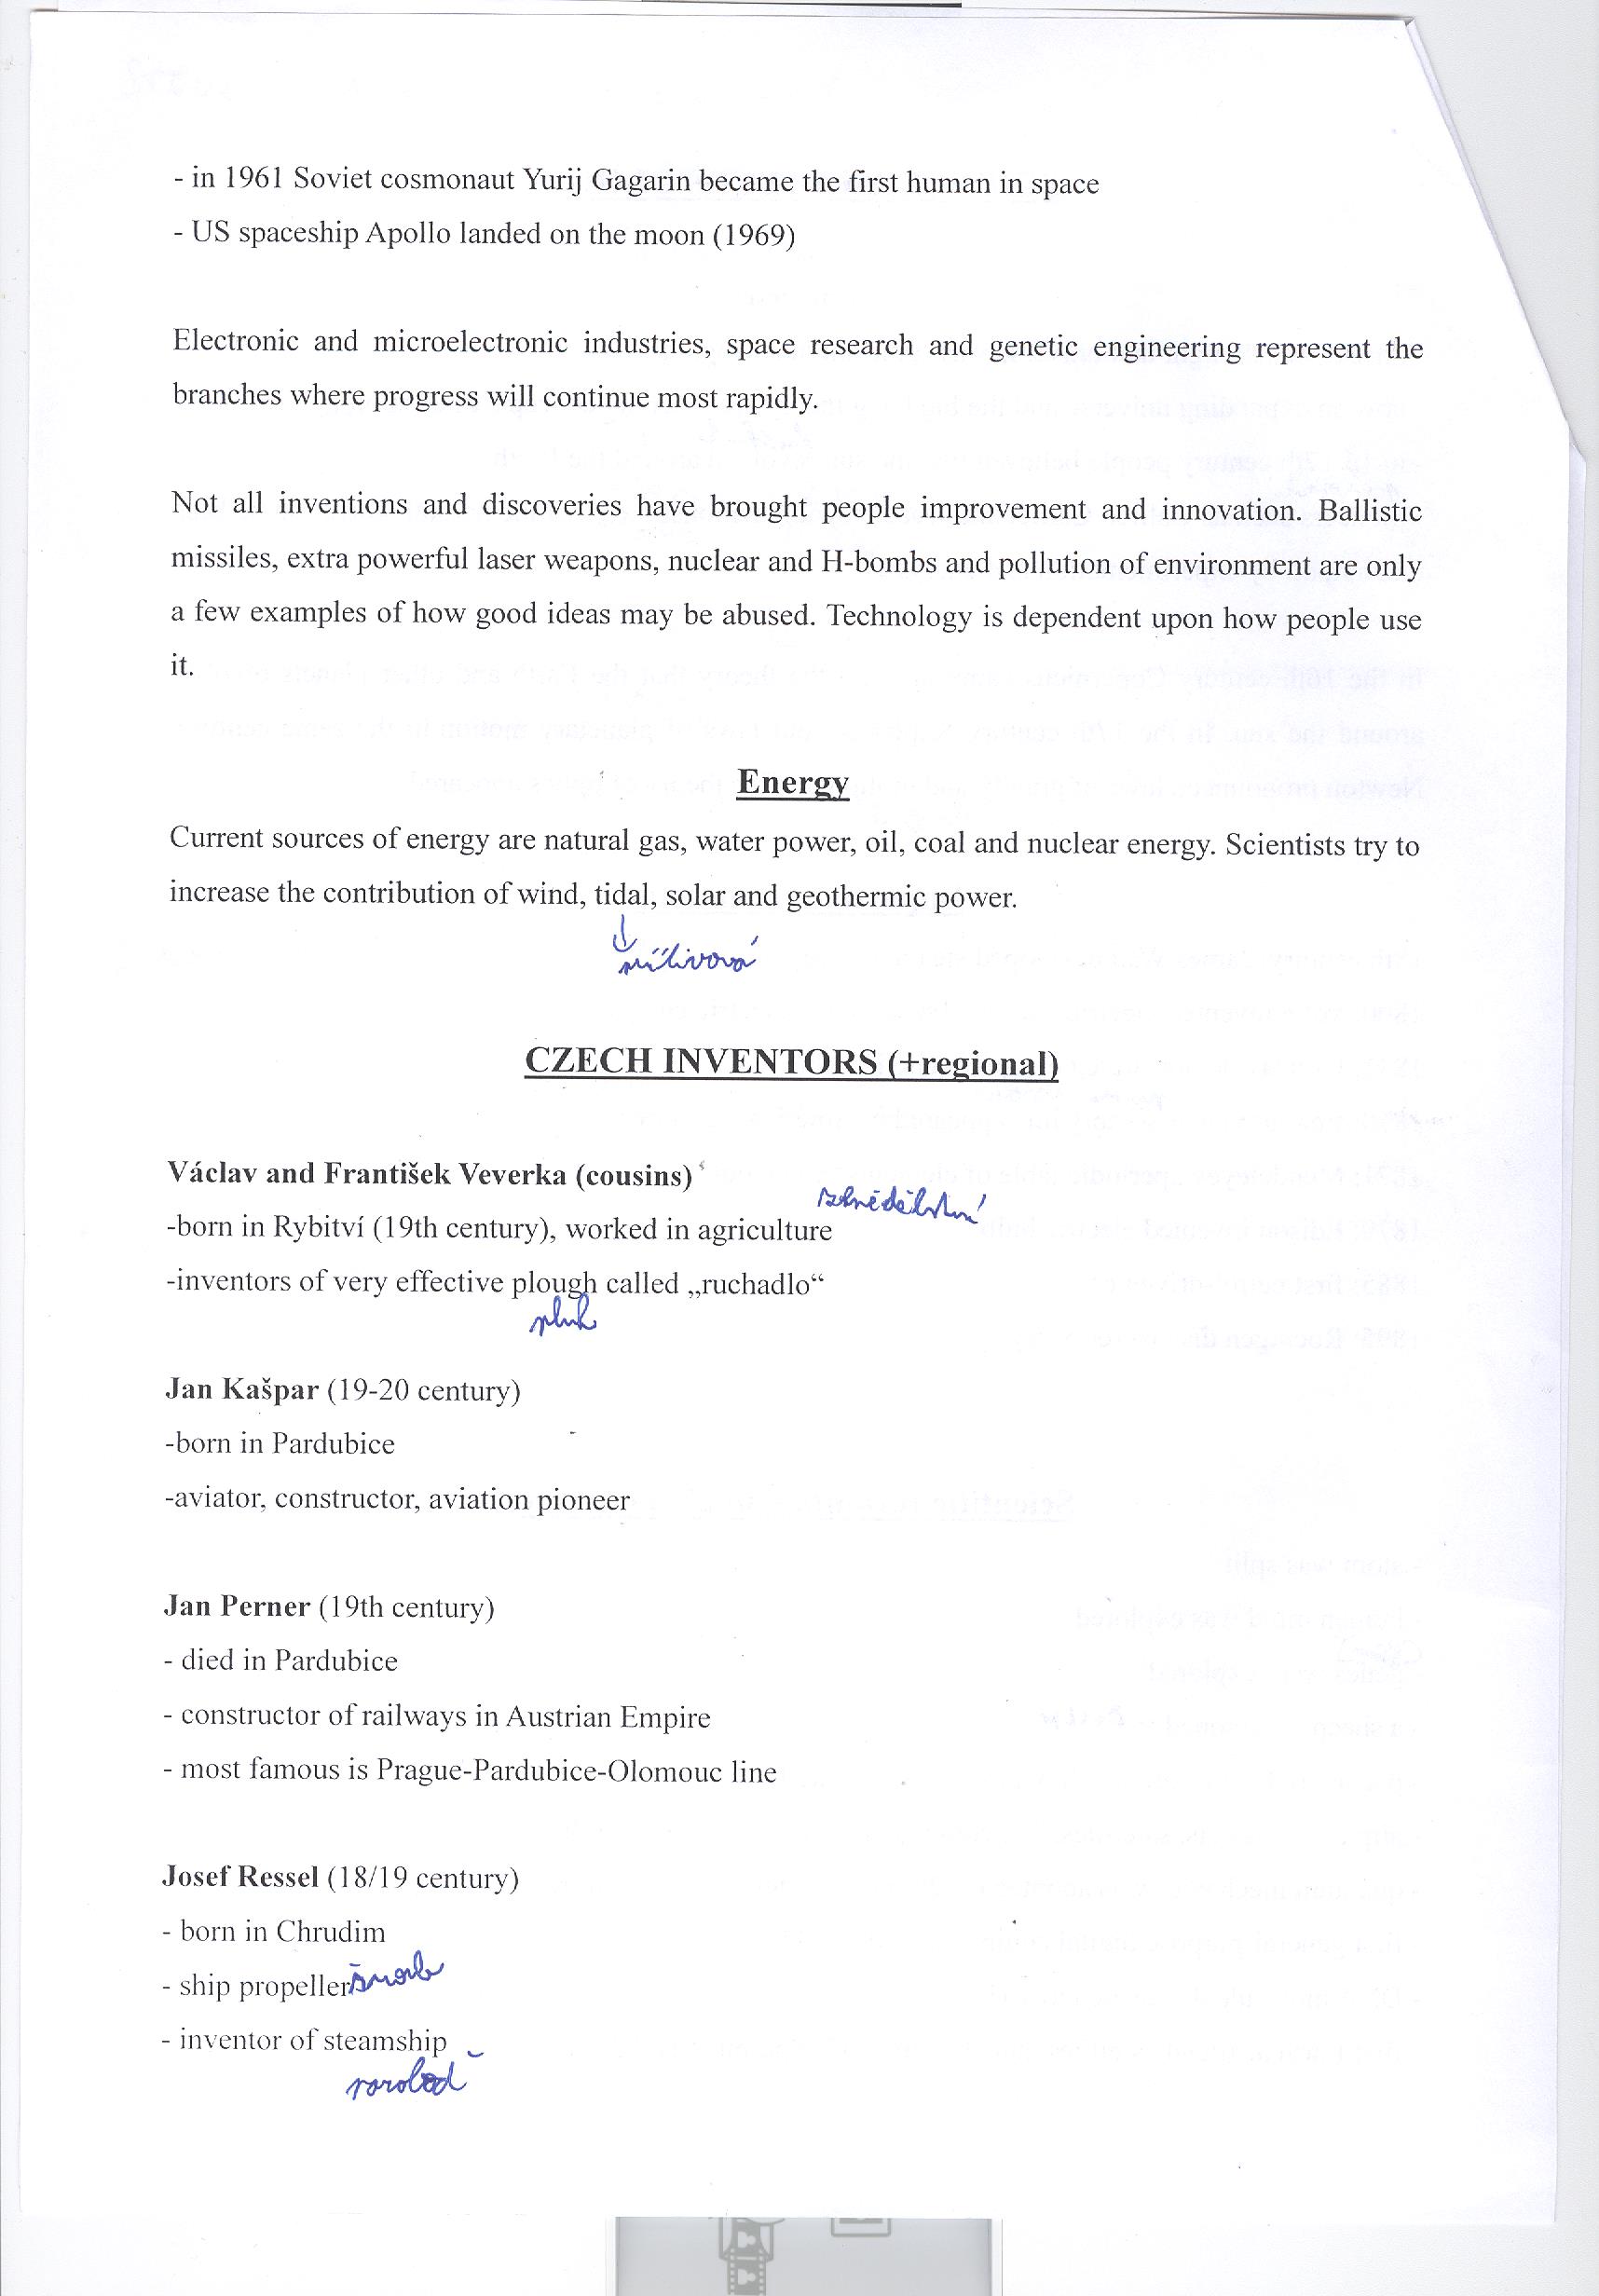 - in 1961 Soviet cosmonaut Yurij Gagarin became the first human in space
- US spaceship Apollo landed on the moon (1969)
Electronic and microelectronic industries, space research and genetic engineering represent the
branches where progress will continue most rapidly.
Not all inventions and discoveries have brought people improvement and innovation. Ballistic
missiles, extra powerful laser weapons, nuclear and H-bombs and pollution of environment are only
a few examples of how good ideas may be abused. Technology is dependent upon how people use
it.
Energy
Current sources of energy are natural gas, water power, oil, coal and nuclear energy. Scientists try to
increase the contribution of wind, tidal, solar and geothermic power.
přílivová
CZECH INVENTORS (+regional)
Václav and František Veverka (cousins)
zemědělství
-born in Rybitví (19th century), worked in agriculture
-inventors of very effective plough called „ruchadlo“
pluh
Jan Kašpar (19-20 century)
-born in Pardubice
-aviator, constructor, aviation pioneer
Jan Perner (19th century)
- died in Pardubice
- constructor of railways in Austrian Empire
- most famous is Prague-Pardubice-Olomouc line
Josef Ressel (18/19 century)
- born in Chrudim
- ship propeller šroub
- inventor of steamship
paroloď